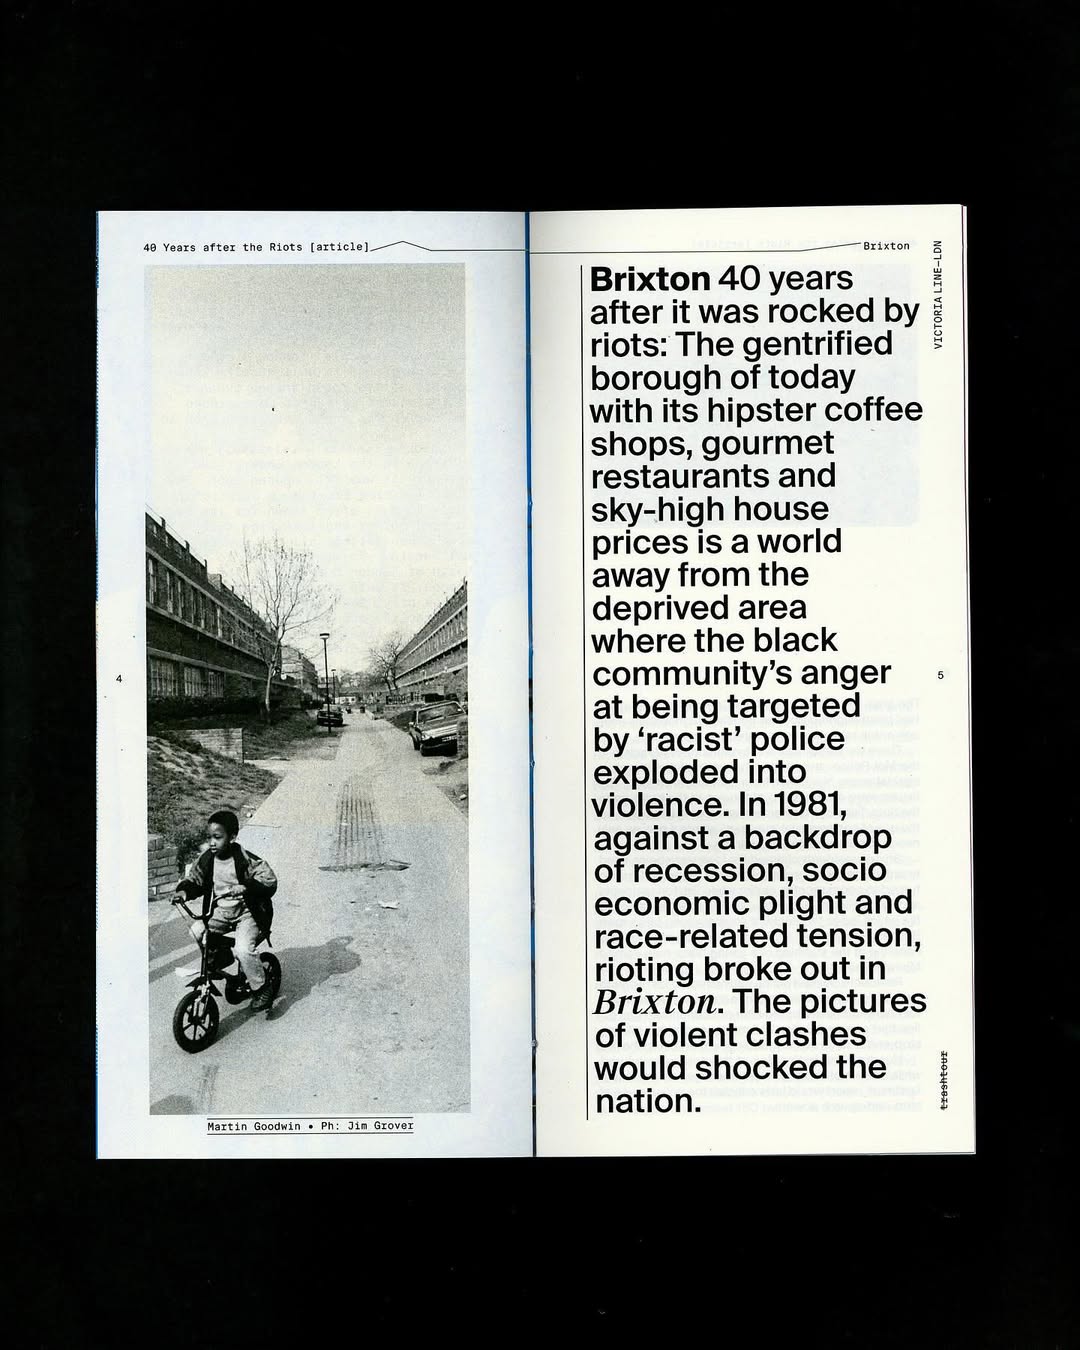 40 Years after the Riots [article]
4
Martin Goodwin • Ph: Jim Grover
Brixton
VICTORIA LINE—LDN
Brixton 40 years
after it was rocked by
riots: The gentrified
borough of today
with its hipster coffee
shops, gourmet
restaurants and
sky-high house
prices is a world
away from the
deprived area
where the black
community’s anger
at being targeted
by ‘racist’ police
exploded into
violence. In 1981,
against a backdrop
of recession, socio
economic plight and
race-related tension,
rioting broke out in
Brixton. The pictures
of violent clashes
would shocked the
nation.
5
trashtour